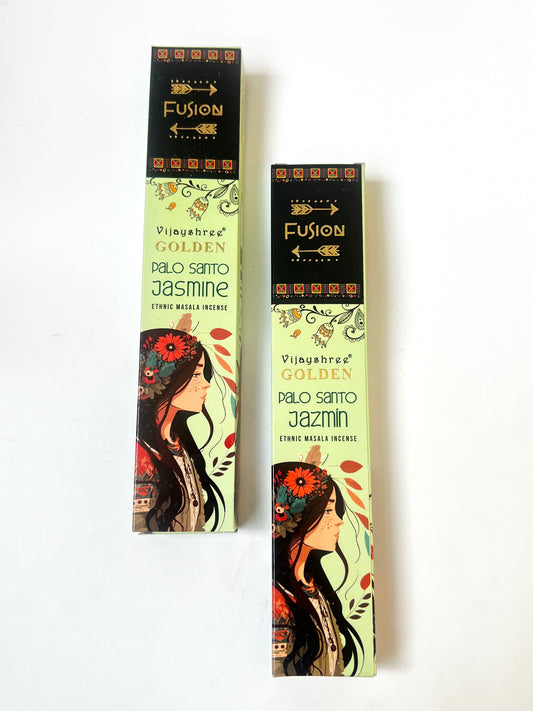 FUSION
Vijayshree®
GOLDEN
PALO SANTO
JASMINE
ETHNIC MASALA INCENSE
FUSION
Vijayshree®
GOLDEN
PALO SANTO
JAZMIN
ETHNIC MASALA INCENSE